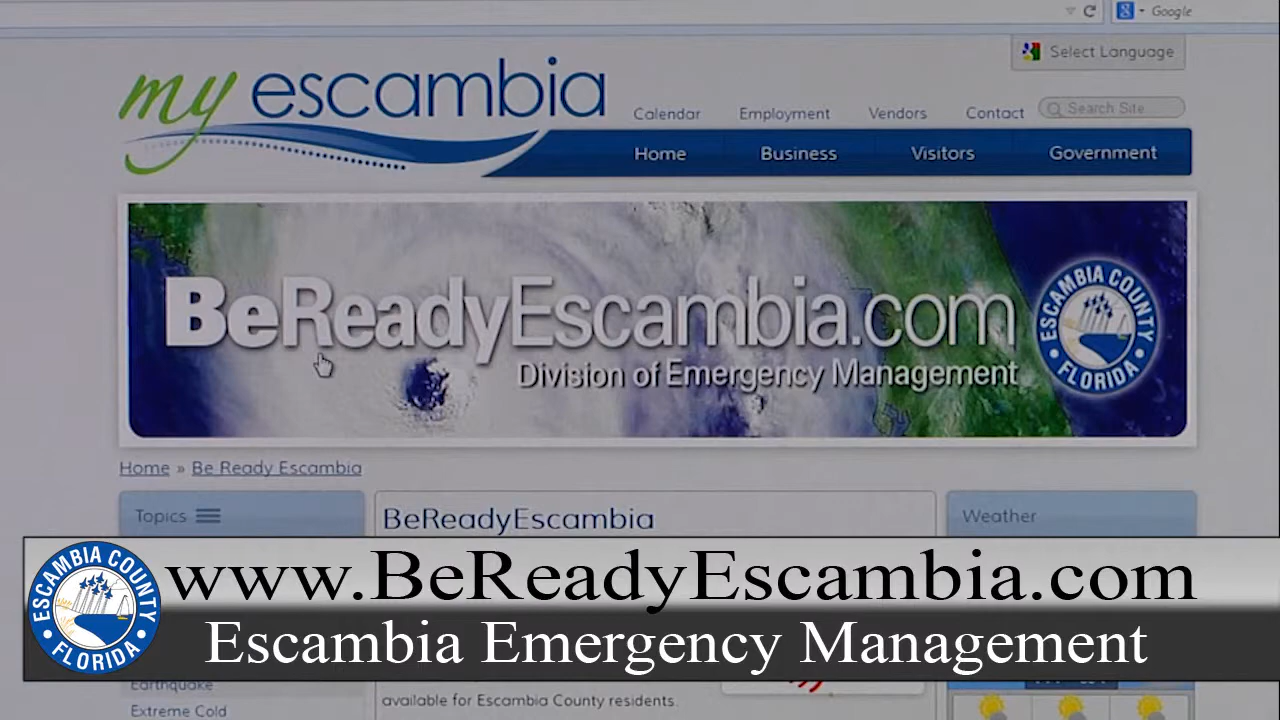 Google
Select Language
my escambia
Calendar Employment Vendors Contact Search Site
Home Business Visitors Government
BeReadyEscambia.com
Division of Emergency Management
ESCAMBIA COUNTY
FLORIDA
Home » Be Ready Escambia
Topics
BeReadyEscambia
Weather
ESCAMBIA COUNTY
FLORIDA
www.BeReadyEscambia.com
Escambia Emergency Management
Earthquake
Extreme Cold
available for Escambia County residents.